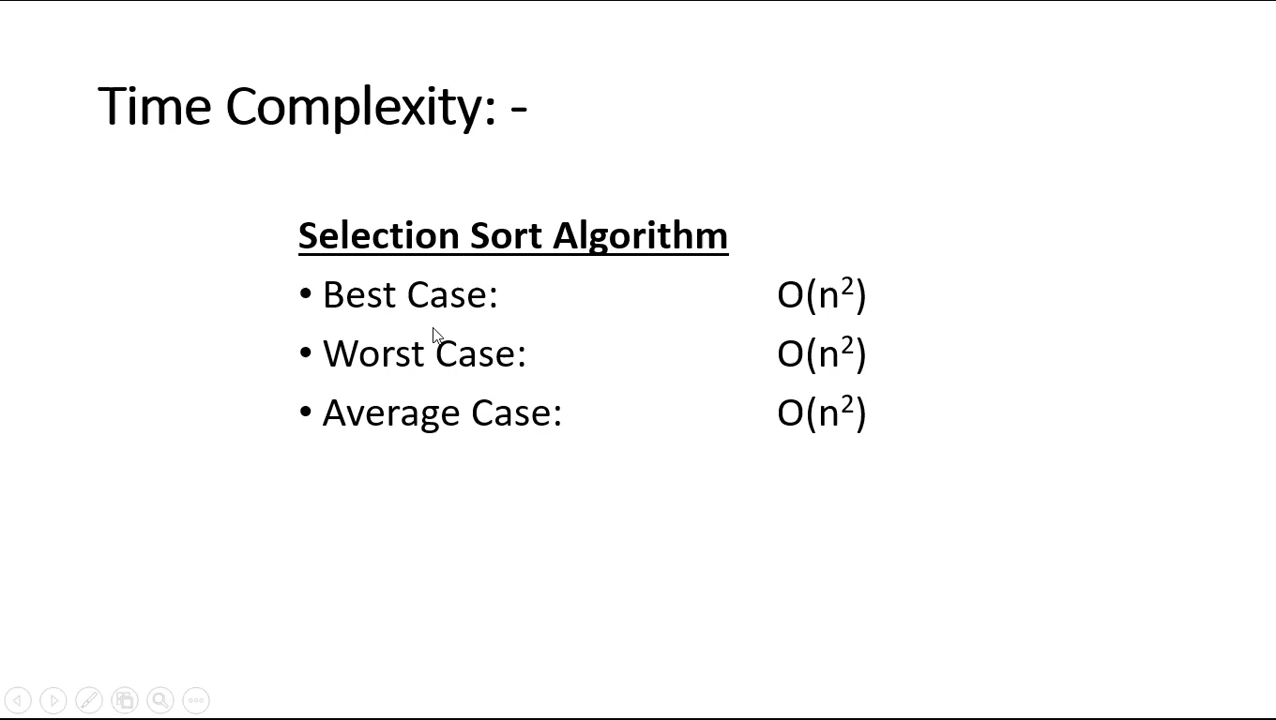 Time Complexity: -
Selection Sort Algorithm
• Best Case: O(n²)
• Worst Case: O(n²)
• Average Case: O(n²)